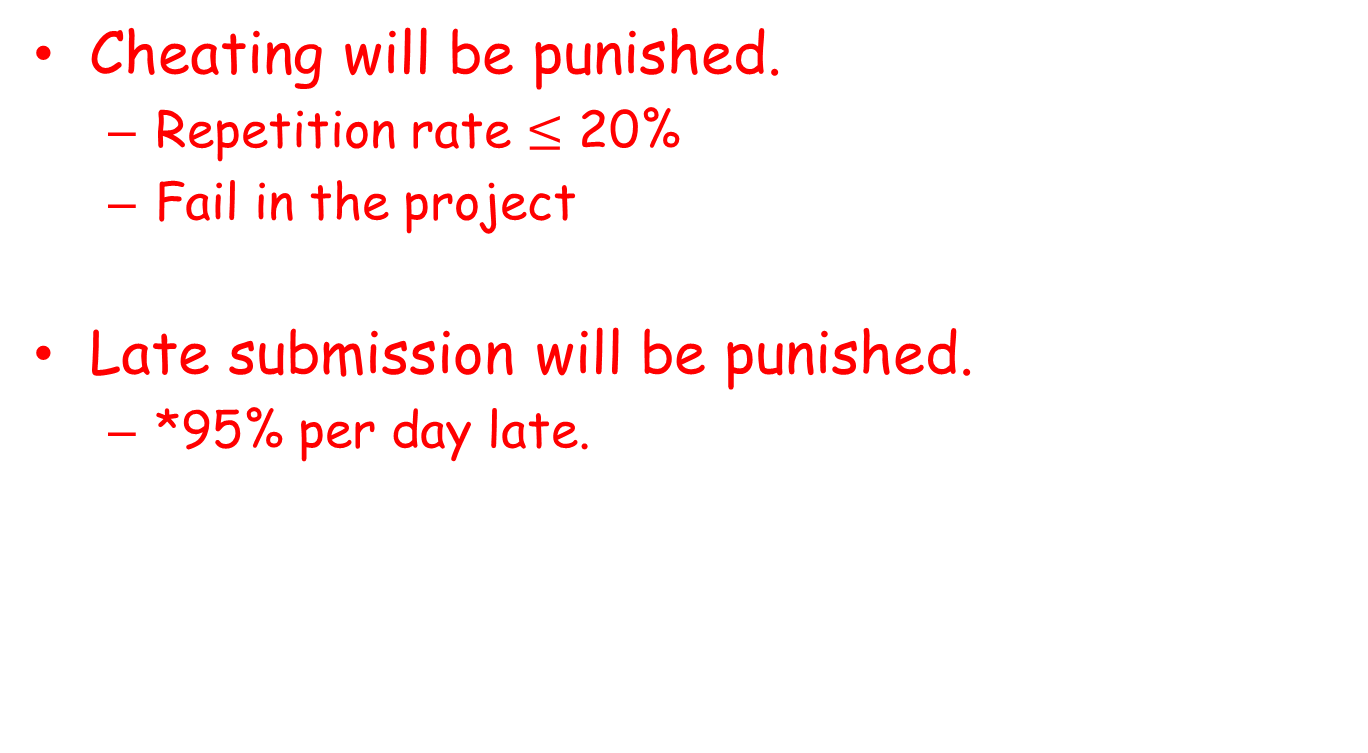 • Cheating will be punished.
– Repetition rate ≤ 20%
– Fail in the project
• Late submission will be punished.
– *95% per day late.